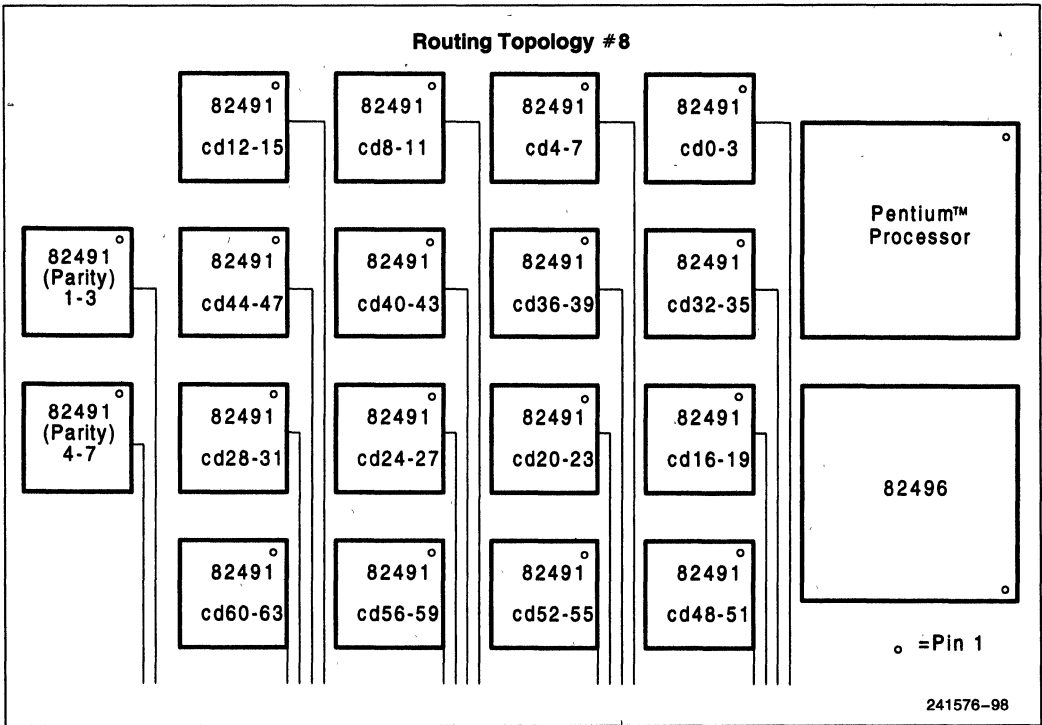 Routing Topology #8
82491
cd12-15
82491
cd8-11
82491
cd4-7
82491
cd0-3
Pentium™
Processor
82491
(Parity)
1-3
82491
cd44-47
82491
cd40-43
82491
cd36-39
82491
cd32-35
82491
(Parity)
4-7
82491
cd28-31
82491
cd24-27
82491
cd20-23
82491
cd16-19
82496
82491
cd60-63
82491
cd56-59
82491
cd52-55
82491
cd48-51
=Pin 1
241576-98